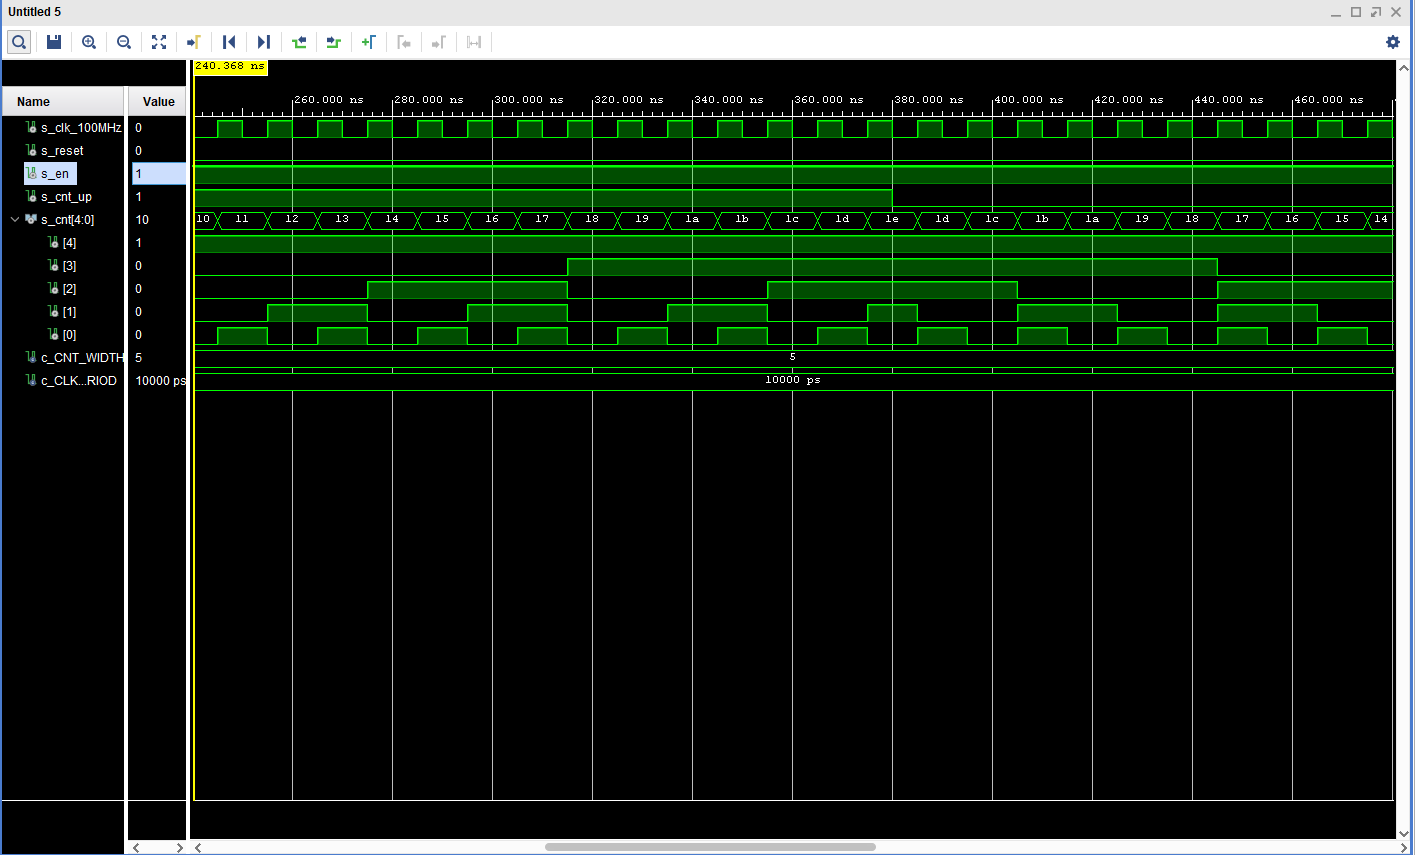 Untitled 5
240.368 ns
Name Value
260.000 ns 280.000 ns 300.000 ns 320.000 ns 340.000 ns 360.000 ns 380.000 ns 400.000 ns 420.000 ns 440.000 ns 460.000 ns
s_clk_100MHz 0
s_reset 0
s_en 1
s_cnt_up 1
s_cnt[4:0] 10 10 11 12 13 14 15 16 17 18 19 1a 1b 1c 1d 1e 1d 1c 1b 1a 19 18 17 16 15 14
[4] 1
[3] 0
[2] 0
[1] 0
[0] 0
c_CNT_WIDTH 5 5
c_CLK...RIOD 10000 ps 10000 ps